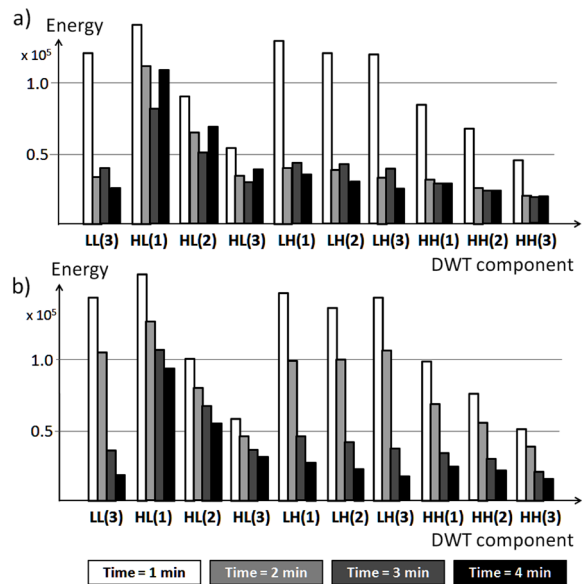 a)
Energy
x 10⁵
1.0
0.5
LL(3) HL(1) HL(2) HL(3) LH(1) LH(2) LH(3) HH(1) HH(2) HH(3)
DWT component
b)
Energy
x 10⁵
1.0
0.5
LL(3) HL(1) HL(2) HL(3) LH(1) LH(2) LH(3) HH(1) HH(2) HH(3)
DWT component
Time = 1 min Time = 2 min Time = 3 min Time = 4 min